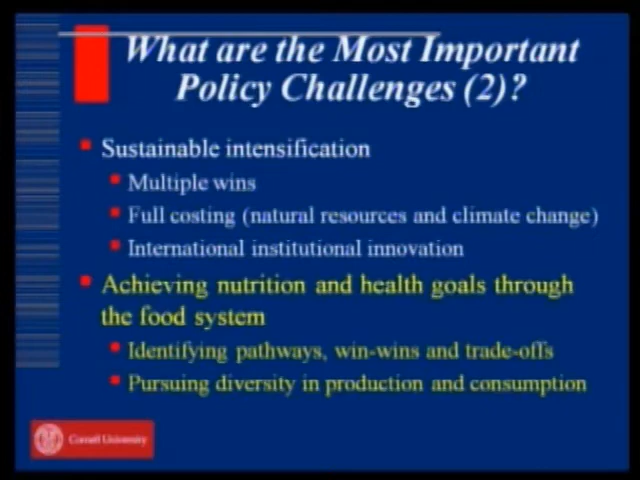 What are the Most Important
Policy Challenges (2)?
Sustainable intensification
Multiple wins
Full costing (natural resources and climate change)
International institutional innovation
Achieving nutrition and health goals through
the food system
Identifying pathways, win-wins and trade-offs
Pursuing diversity in production and consumption
Cornell University